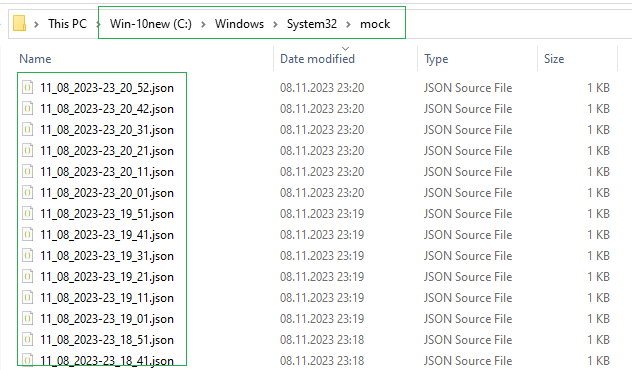 This PC > Win-10new (C:) > Windows > System32 > mock
Name Date modified Type Size
11_08_2023-23_20_52.json 08.11.2023 23:20 JSON Source File 1 KB
11_08_2023-23_20_42.json 08.11.2023 23:20 JSON Source File 1 KB
11_08_2023-23_20_31.json 08.11.2023 23:20 JSON Source File 1 KB
11_08_2023-23_20_21.json 08.11.2023 23:20 JSON Source File 1 KB
11_08_2023-23_20_11.json 08.11.2023 23:20 JSON Source File 1 KB
11_08_2023-23_20_01.json 08.11.2023 23:20 JSON Source File 1 KB
11_08_2023-23_19_51.json 08.11.2023 23:19 JSON Source File 1 KB
11_08_2023-23_19_41.json 08.11.2023 23:19 JSON Source File 1 KB
11_08_2023-23_19_31.json 08.11.2023 23:19 JSON Source File 1 KB
11_08_2023-23_19_21.json 08.11.2023 23:19 JSON Source File 1 KB
11_08_2023-23_19_11.json 08.11.2023 23:19 JSON Source File 1 KB
11_08_2023-23_19_01.json 08.11.2023 23:19 JSON Source File 1 KB
11_08_2023-23_18_51.json 08.11.2023 23:18 JSON Source File 1 KB
11_08_2023-23_18_41.json 08.11.2023 23:18 JSON Source File 1 KB